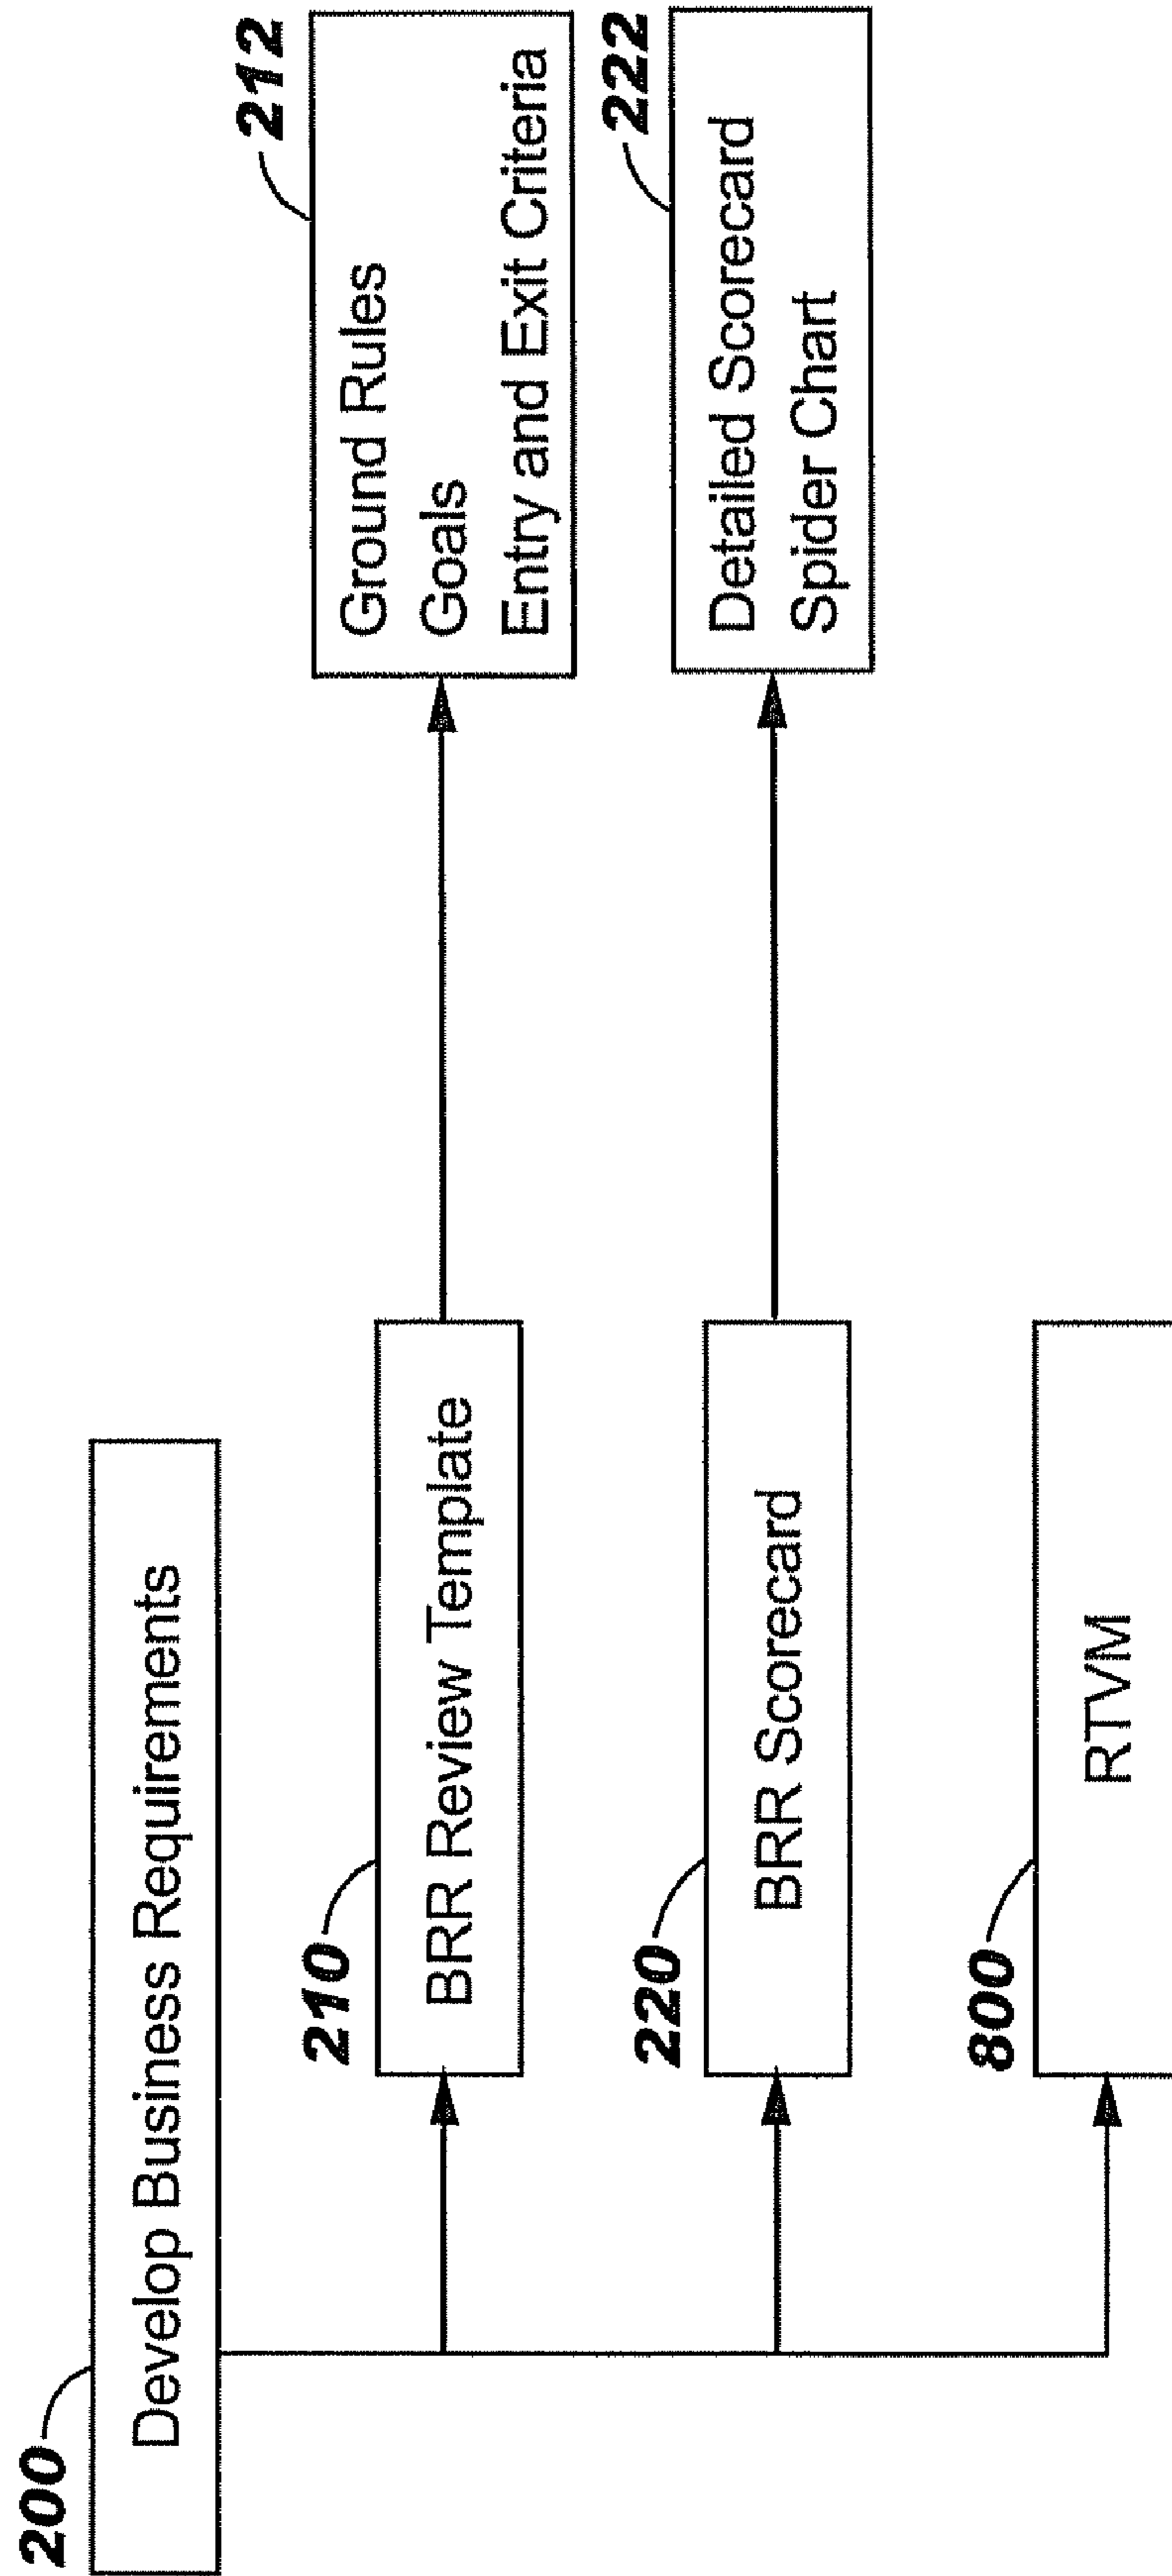 200
Develop Business Requirements
210
BRR Review Template
212
Ground Rules
Goals
Entry and Exit Criteria
220
BRR Scorecard
222
Detailed Scorecard
Spider Chart
800
RTVM